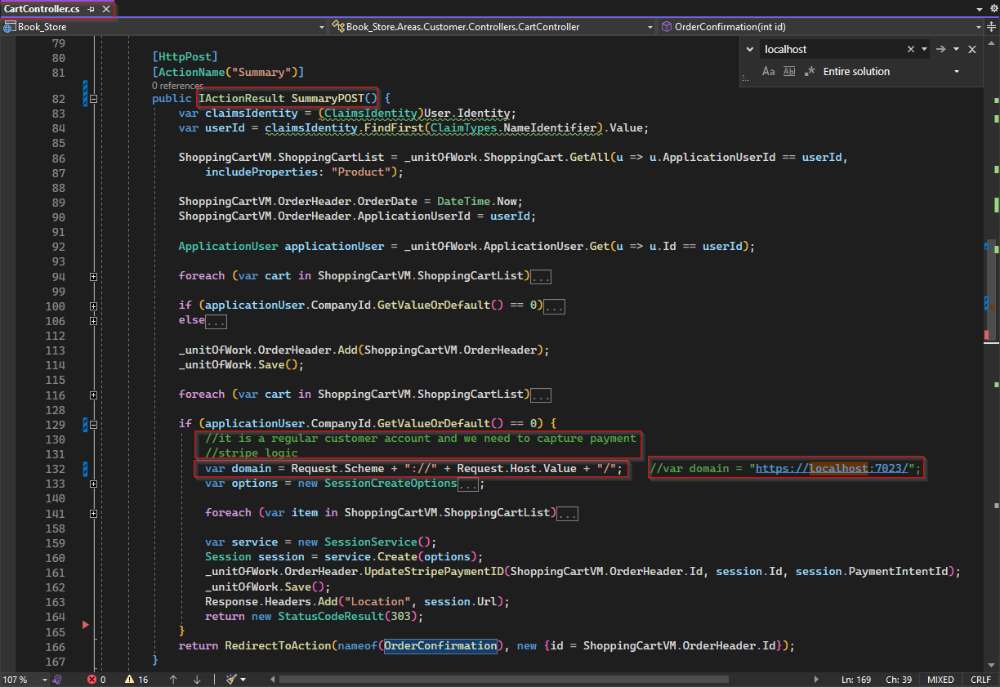 CartController.cs
Book_Store
Book_Store.Areas.Customer.Controllers.CartController
OrderConfirmation(int id)
localhost
Aa Ab .* Entire solution
79
80 [HttpPost]
81 [ActionName("Summary")]
0 references
82 public IActionResult SummaryPOST() {
83 var claimsIdentity = (ClaimsIdentity)User.Identity;
84 var userId = claimsIdentity.FindFirst(ClaimTypes.NameIdentifier).Value;
85
86 ShoppingCartVM.ShoppingCartList = _unitOfWork.ShoppingCart.GetAll(u => u.ApplicationUserId == userId,
87 includeProperties: "Product");
88
89 ShoppingCartVM.OrderHeader.OrderDate = DateTime.Now;
90 ShoppingCartVM.OrderHeader.ApplicationUserId = userId;
91
92 ApplicationUser applicationUser = _unitOfWork.ApplicationUser.Get(u => u.Id == userId);
93
94 foreach (var cart in ShoppingCartVM.ShoppingCartList)...
99
100 if (applicationUser.CompanyId.GetValueOrDefault() == 0)...
106 else...
112
113 _unitOfWork.OrderHeader.Add(ShoppingCartVM.OrderHeader);
114 _unitOfWork.Save();
115
116 foreach (var cart in ShoppingCartVM.ShoppingCartList)...
128
129 if (applicationUser.CompanyId.GetValueOrDefault() == 0) {
130 //it is a regular customer account and we need to capture payment
131 //stripe logic
132 var domain = Request.Scheme + "://" + Request.Host.Value + "/"; //var domain = "https://localhost:7023/";
133 var options = new SessionCreateOptions...;
140
141 foreach (var item in ShoppingCartVM.ShoppingCartList)...
158
159 var service = new SessionService();
160 Session session = service.Create(options);
161 _unitOfWork.OrderHeader.UpdateStripePaymentID(ShoppingCartVM.OrderHeader.Id, session.Id, session.PaymentIntentId);
162 _unitOfWork.Save();
163 Response.Headers.Add("Location", session.Url);
164 return new StatusCodeResult(303);
165 }
166 return RedirectToAction(nameof(OrderConfirmation), new {id = ShoppingCartVM.OrderHeader.Id});
167 }
107 % 0 16 Ln: 169 Ch: 39 MIXED CRLF